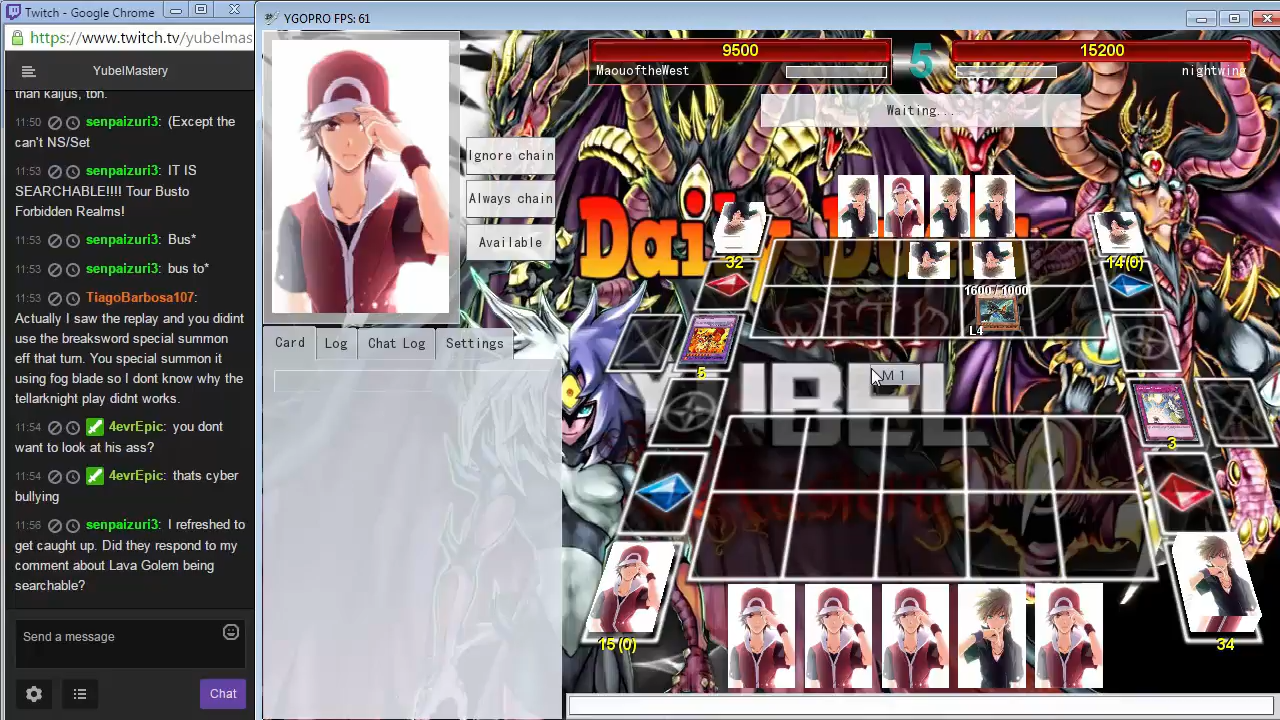 Twitch - Google Chrome
https://www.twitch.tv/yubelmas
YubelMastery
than kaijus, tbh.
11:50 senpaizuri3: (Except the
can't NS/Set
11:53 senpaizuri3: IT IS
SEARCHABLE!!!! Tour Busto
Forbidden Realms!
11:53 senpaizuri3: Bus*
11:53 senpaizuri3: bus to*
11:53 TiagoBarbosa107:
Actually I saw the replay and you didint
use the breaksword special summon
eff that turn. You special summon it
using fog blade so I dont know why the
tellarknight play didnt works.
11:54 4evrEpic: you dont
want to look at his ass?
11:54 4evrEpic: thats cyber
bullying
11:56 senpaizuri3: I refreshed to
get caught up. Did they respond to my
comment about Lava Golem being
searchable?
Send a message
Chat
YGOPRO FPS: 61
Ignore chain
Always chain
Available
Card
Log
Chat Log
Settings
9500
MaouoftheWest
5
15200
nightwing
Waiting...
32
14(0)
1600 / 1000
L4
5
M 1
3
15(0)
34